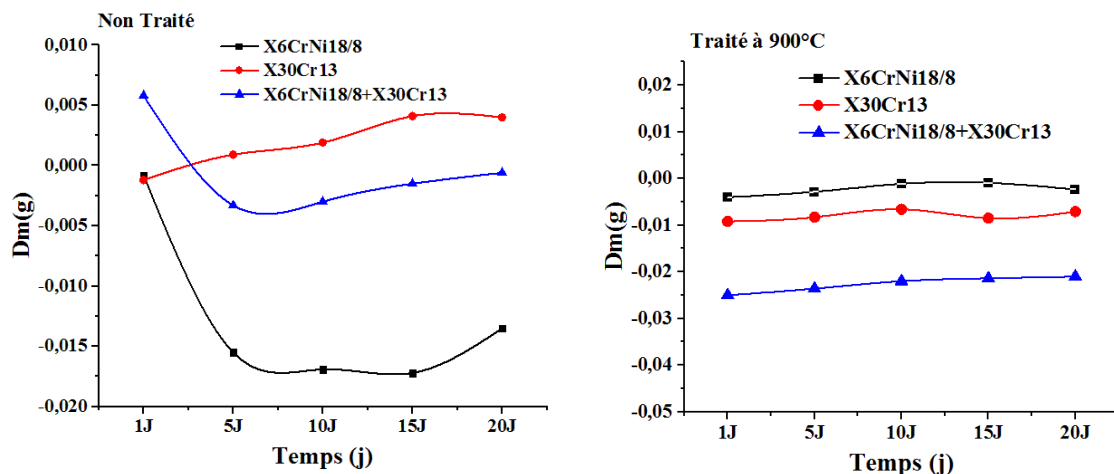 Non Traité
0,010
0,005
0,000
-0,005
-0,010
-0,015
-0,020
Dm(g)
X6CrNi18/8
X30Cr13
X6CrNi18/8+X30Cr13
1J 5J 10J 15J 20J
Temps (j)
Traité à 900°C
0,02
0,01
0,00
-0,01
-0,02
-0,03
-0,04
-0,05
Dm(g)
X6CrNi18/8
X30Cr13
X6CrNi18/8+X30Cr13
1J 5J 10J 15J 20J
Temps (j)